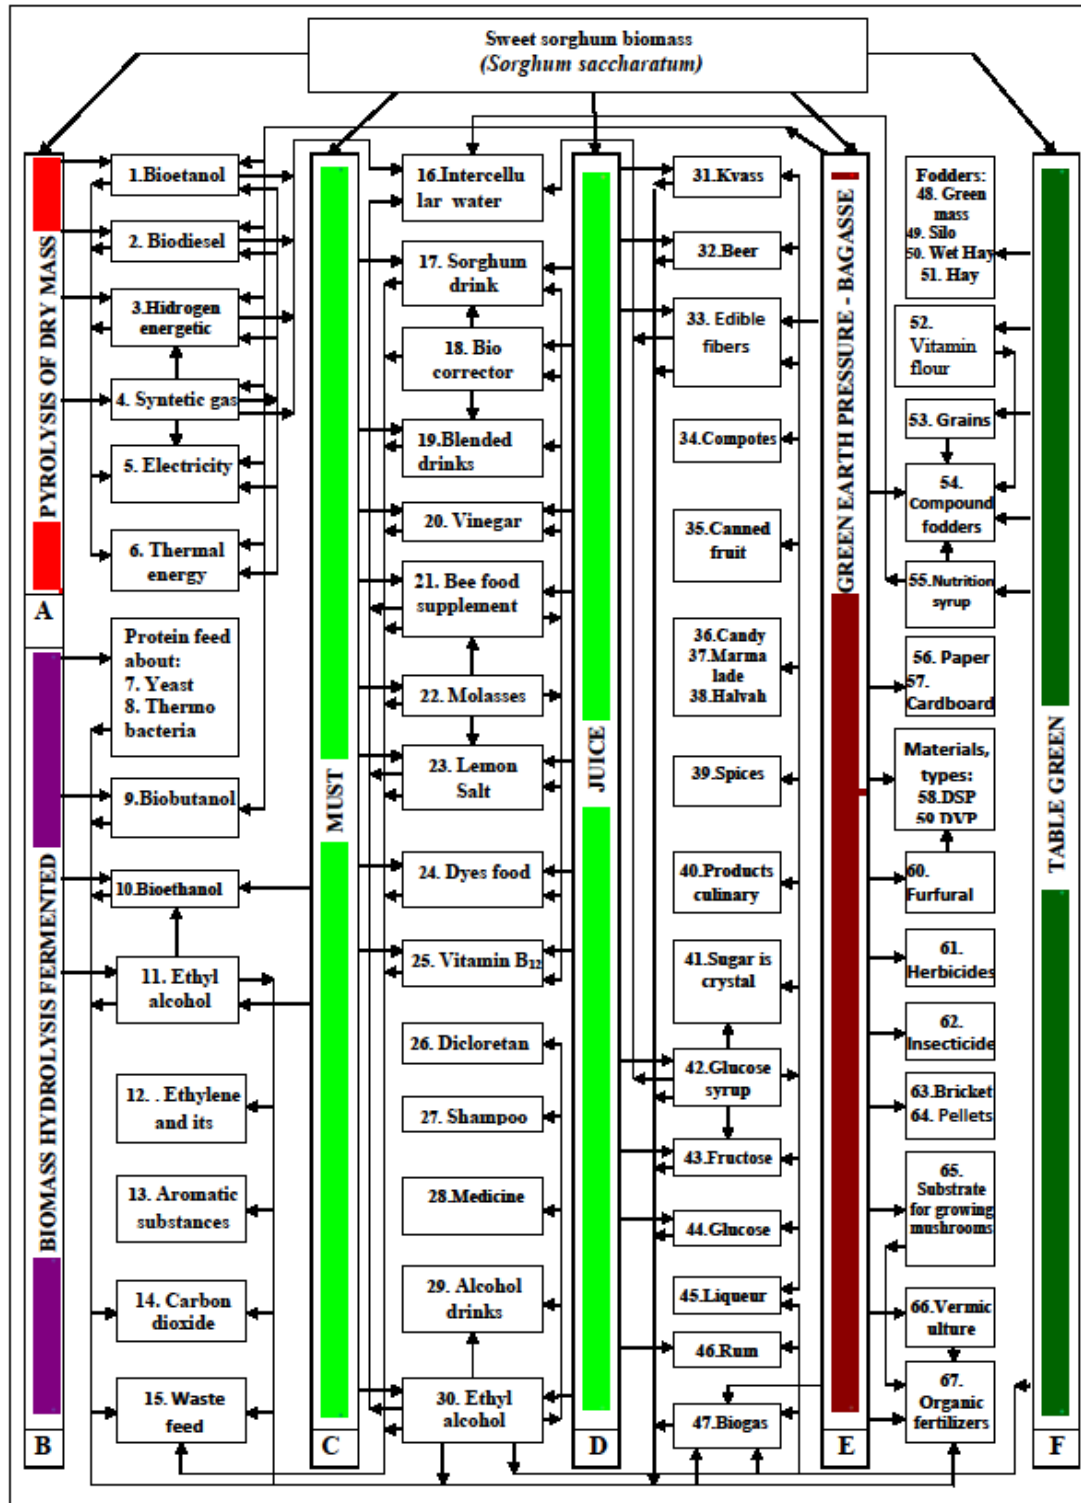 Sweet sorghum biomass
(Sorghum saccharatum)
PYROLYSIS OF DRY MASS
A
BIOMASS HYDROLYSIS FERMENTED
B
1.Bioetanol
2. Biodiesel
3.Hidrogen
energetic
4. Syntetic gas
5. Electricity
6. Thermal
energy
Protein feed
about:
7. Yeast
8. Thermo
bacteria
9.Biobutanol
10.Bioethanol
11. Ethyl
alcohol
12. . Ethylene
and its
13. Aromatic
substances
14. Carbon
dioxide
15. Waste
feed
MUST
C
16.Intercellu
lar water
17. Sorghum
drink
18. Bio
corrector
19.Blended
drinks
20. Vinegar
21. Bee food
supplement
22. Molasses
23. Lemon
Salt
24. Dyes food
25. Vitamin B12
26. Dicloretan
27. Shampoo
28.Medicine
29. Alcohol
drinks
30. Ethyl
alcohol
JUICE
D
31.Kvass
32.Beer
33. Edible
fibers
34.Compotes
35.Canned
fruit
36.Candy
37.Marma
lade
38.Halvah
39.Spices
40.Products
culinary
41.Sugar is
crystal
42.Glucose
syrup
43.Fructose
44.Glucose
45.Liqueur
46.Rum
47.Biogas
GREEN EARTH PRESSURE - BAGASSE
E
Fodders:
48. Green
mass
49. Silo
50. Wet Hay
51. Hay
52.
Vitamin
flour
53. Grains
54.
Compound
fodders
55.Nutrition
syrup
56. Paper
57.
Cardboard
Materials,
types:
58.DSP
59.DVP
60.
Furfural
61.
Herbicides
62.
Insecticide
63.Bricket
64. Pellets
65.
Substrate
for growing
mushrooms
66.Vermic
ulture
67.
Organic
fertilizers
TABLE GREEN
F